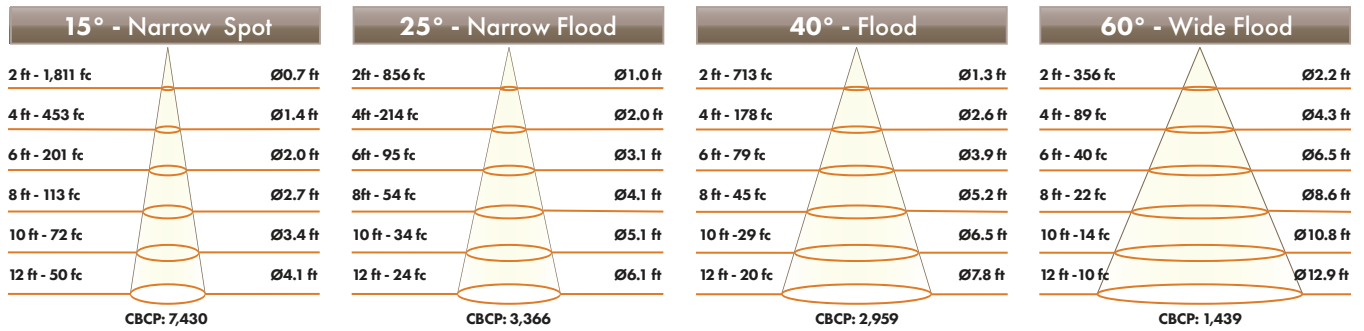 15° - Narrow Spot
2 ft - 1,811 fc Ø0.7 ft
4 ft - 453 fc Ø1.4 ft
6 ft - 201 fc Ø2.0 ft
8 ft - 113 fc Ø2.7 ft
10 ft - 72 fc Ø3.4 ft
12 ft - 50 fc Ø4.1 ft
CBCP: 7,430
25° - Narrow Flood
2ft - 856 fc Ø1.0 ft
4ft -214 fc Ø2.0 ft
6ft - 95 fc Ø3.1 ft
8ft - 54 fc Ø4.1 ft
10 ft - 34 fc Ø5.1 ft
12 ft - 24 fc Ø6.1 ft
CBCP: 3,366
40° - Flood
2 ft - 713 fc Ø1.3 ft
4 ft - 178 fc Ø2.6 ft
6 ft - 79 fc Ø3.9 ft
8 ft - 45 fc Ø5.2 ft
10 ft -29 fc Ø6.5 ft
12 ft - 20 fc Ø7.8 ft
CBCP: 2,959
60° - Wide Flood
2 ft - 356 fc Ø2.2 ft
4 ft - 89 fc Ø4.3 ft
6 ft - 40 fc Ø6.5 ft
8 ft - 22 fc Ø8.6 ft
10 ft -14 fc Ø10.8 ft
12 ft -10 fc Ø12.9 ft
CBCP: 1,439